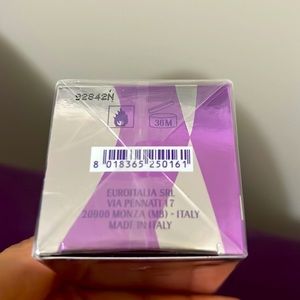 92842N
36M
8 018365 250161
EUROITALIA SRL
VIA PENNATI 17
20900 MONZA (MB) - ITALY
MADE IN ITALY